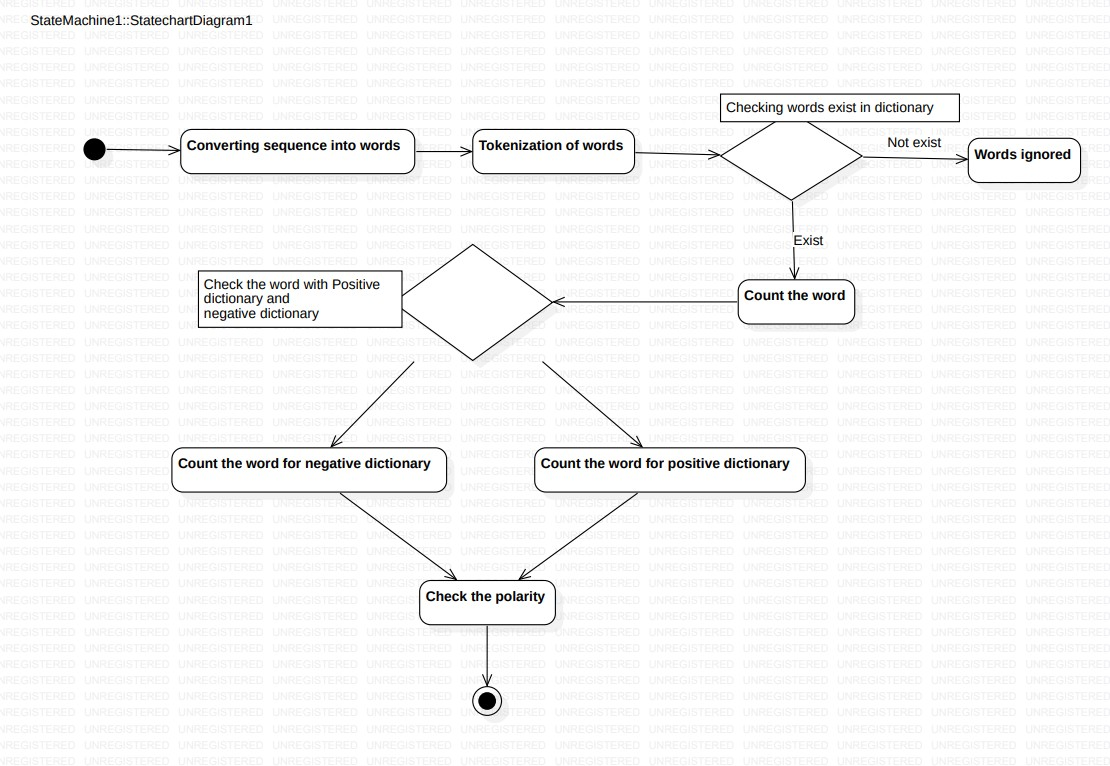 StateMachine1::StatechartDiagram1
Checking words exist in dictionary
Converting sequence into words
Tokenization of words
Not exist
Words ignored
Exist
Check the word with Positive
dictionary and
negative dictionary
Count the word
Count the word for negative dictionary
Count the word for positive dictionary
Check the polarity
UNREGISTERED